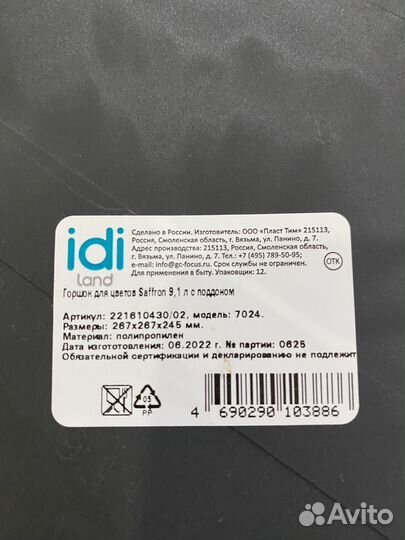 idi
land
Сделано в России. Изготовитель: ООО «Пласт Тим» 215113,
Россия, Смоленская область, г. Вязьма, ул. Панино, д. 7.
Адрес производства: 215113, Россия, Смоленская область,
г. Вязьма, ул. Панино, д. 7. Тел.: +7 (495) 789-50-95;
e-mail: info@gc-focus.ru. Срок службы не ограничен.
Для применения в быту. Упаковщик: 12.
ОТК
Горшок для цветов Saffron 9,1 л с поддоном
Артикул: 221610430/02, модель: 7024.
Размеры: 267х267х245 мм.
Материал: полипропилен
Дата изгототовления: 06.2022 г. № партии: 0625
Обязательной сертификации и декларированию не подлежит
05
PP
4 690290 103886 >
Avito